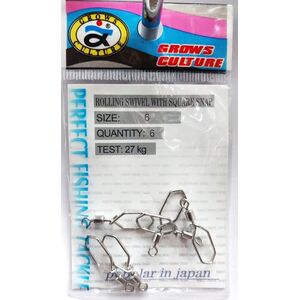 GROWS CULTURE
GROWS
CULTURE
ROLLING SWIVEL WITH SQUARE SNAP
SIZE: 6
QUANTITY: 6
TEST: 27 kg
PERFECT FISHING TACKLE
popular in japan